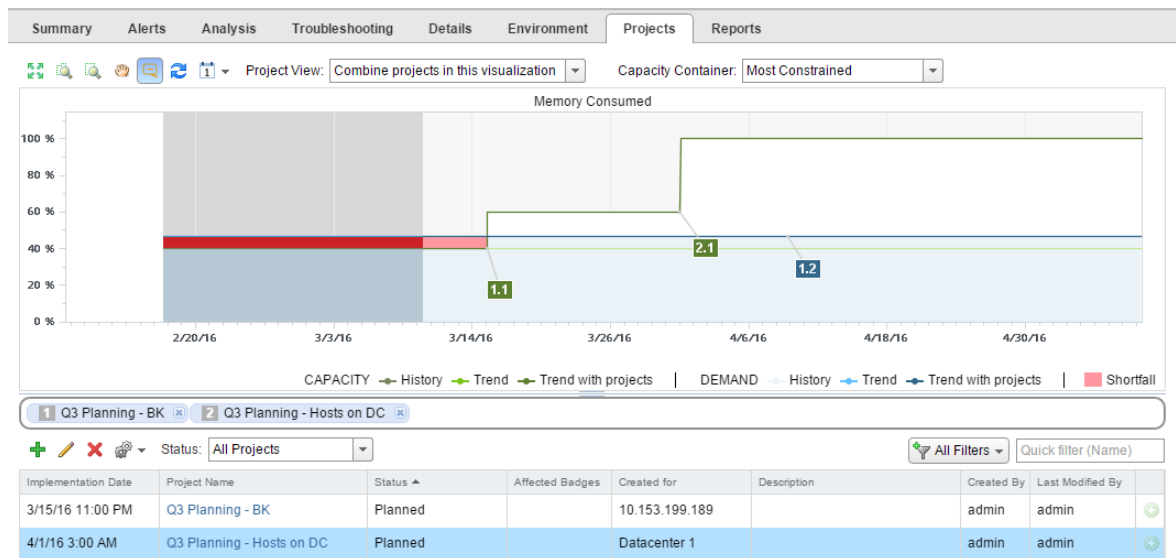 Summary Alerts Analysis Troubleshooting Details Environment Projects Reports
1 Project View: Combine projects in this visualization Capacity Container: Most Constrained
Memory Consumed
100 %
80 %
60 %
40 %
20 %
0 %
2.1
1.2
1.1
2/20/16 3/3/16 3/14/16 3/26/16 4/6/16 4/18/16 4/30/16
CAPACITY History Trend Trend with projects | DEMAND History Trend Trend with projects | Shortfall
1 Q3 Planning - BK 2 Q3 Planning - Hosts on DC
Status: All Projects All Filters Quick filter (Name)
Implementation Date Project Name Status Affected Badges Created for Description Created By Last Modified By
3/15/16 11:00 PM Q3 Planning - BK Planned 10.153.199.189 admin admin
4/1/16 3:00 AM Q3 Planning - Hosts on DC Planned Datacenter 1 admin admin